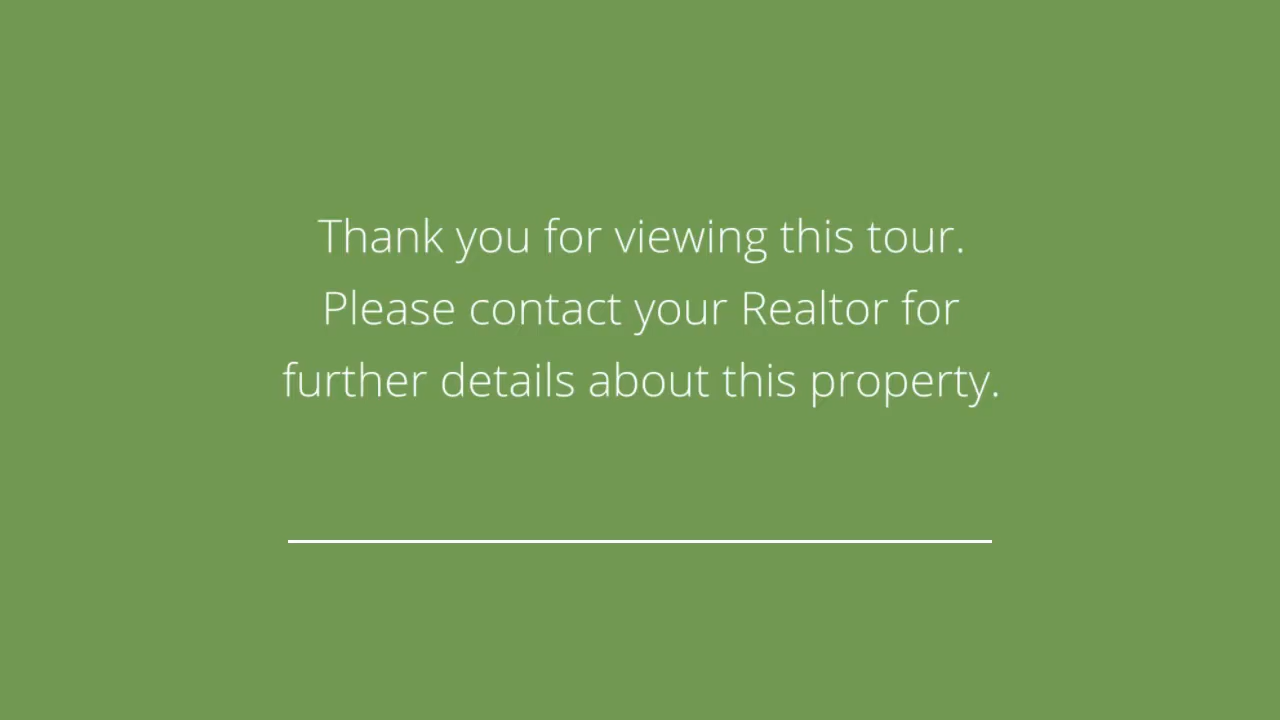 Thank you for viewing this tour.
Please contact your Realtor for
further details about this property.